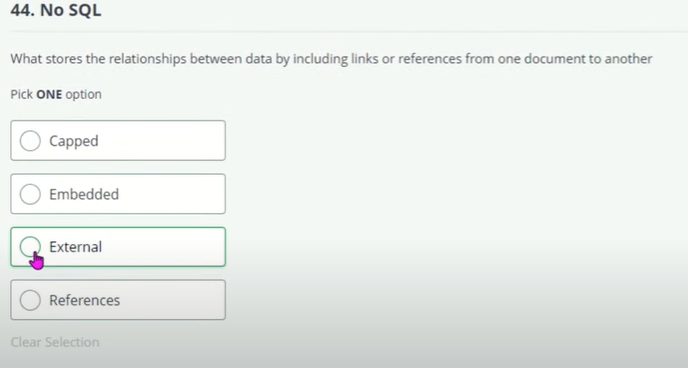 44. No SQL
What stores the relationships between data by including links or references from one document to another
Pick ONE option
Capped
Embedded
External
References
Clear Selection